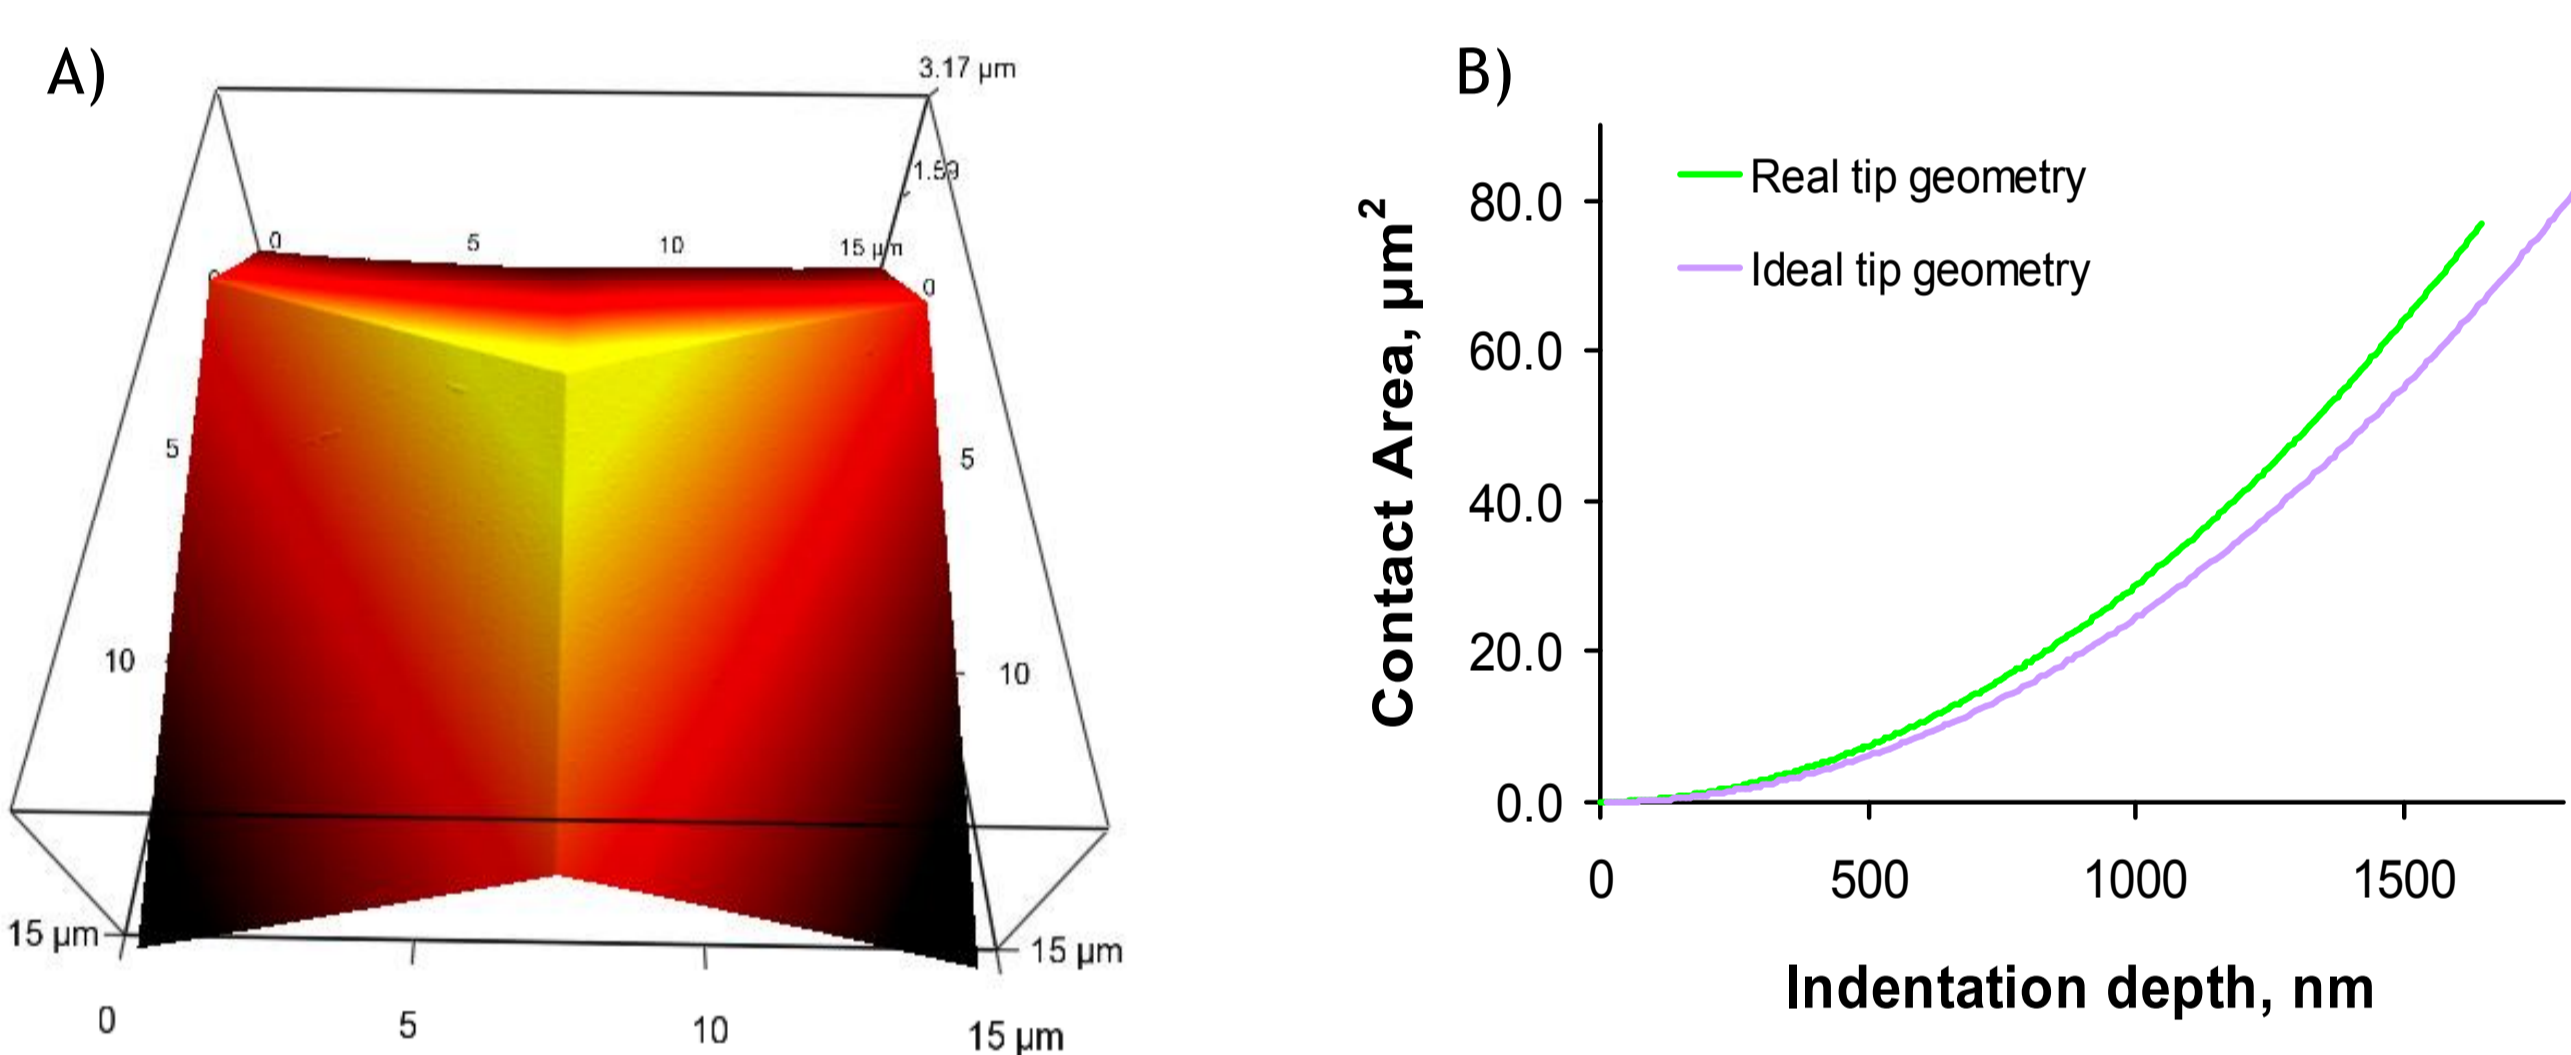 A)
3.17 µm
1.59
0
5
10
15 µm
0
0
5
5
10
10
15 µm
15 µm
0
5
10
15 µm
B)
Real tip geometry
Ideal tip geometry
Contact Area, µm²
80.0
60.0
40.0
20.0
0.0
0
500
1000
1500
Indentation depth, nm